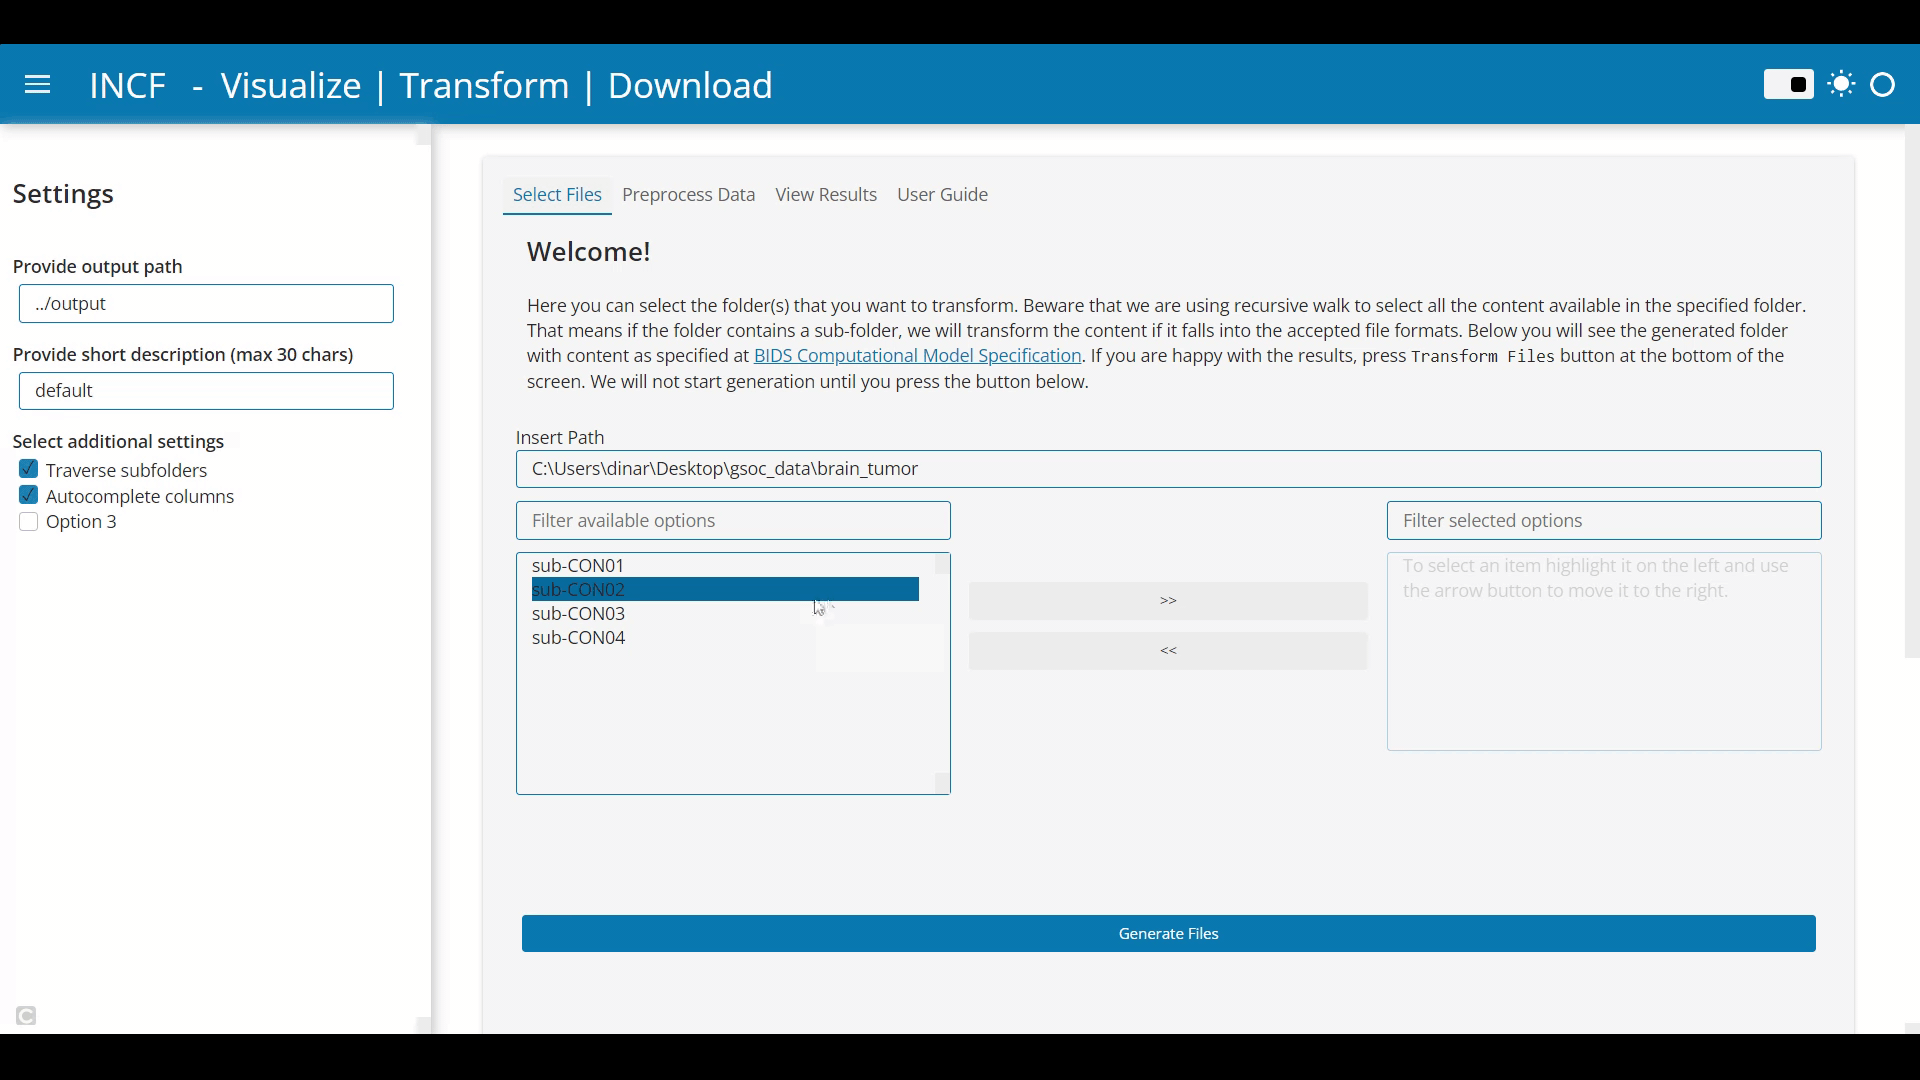 INCF - Visualize | Transform | Download
Settings
Provide output path
../output
Provide short description (max 30 chars)
default
Select additional settings
Traverse subfolders
Autocomplete columns
Option 3
Select Files Preprocess Data View Results User Guide
Welcome!
Here you can select the folder(s) that you want to transform. Beware that we are using recursive walk to select all the content available in the specified folder.
That means if the folder contains a sub-folder, we will transform the content if it falls into the accepted file formats. Below you will see the generated folder
with content as specified at BIDS Computational Model Specification. If you are happy with the results, press Transform Files button at the bottom of the
screen. We will not start generation until you press the button below.
Insert Path
C:\Users\dinar\Desktop\gsoc_data\brain_tumor
Filter available options
sub-CON01
sub-CON02
sub-CON03
sub-CON04
>>
<<
Filter selected options
To select an item highlight it on the left and use
the arrow button to move it to the right.
Generate Files
C